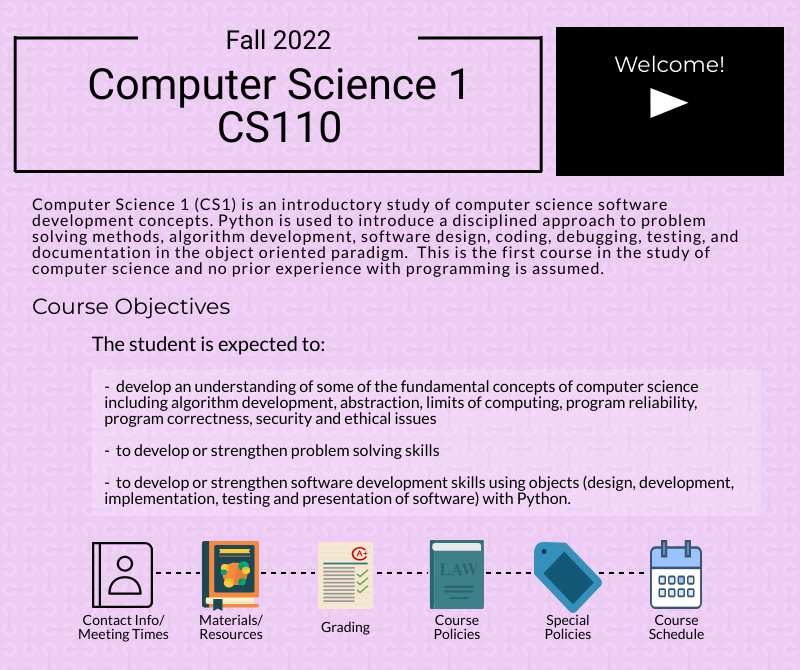 Fall 2022
Computer Science 1
CS110
Welcome!
Computer Science 1 (CS1) is an introductory study of computer science software
development concepts. Python is used to introduce a disciplined approach to problem
solving methods, algorithm development, software design, coding, debugging, testing, and
documentation in the object oriented paradigm.  This is the first course in the study of
computer science and no prior experience with programming is assumed.
Course Objectives
The student is expected to:
-  develop an understanding of some of the fundamental concepts of computer science
including algorithm development, abstraction, limits of computing, program reliability,
program correctness, security and ethical issues
-  to develop or strengthen problem solving skills
-  to develop or strengthen software development skills using objects (design, development,
implementation, testing and presentation of software) with Python.
A+
LAW
Contact Info/
Meeting Times
Materials/
Resources
Grading
Course
Policies
Special
Policies
Course
Schedule